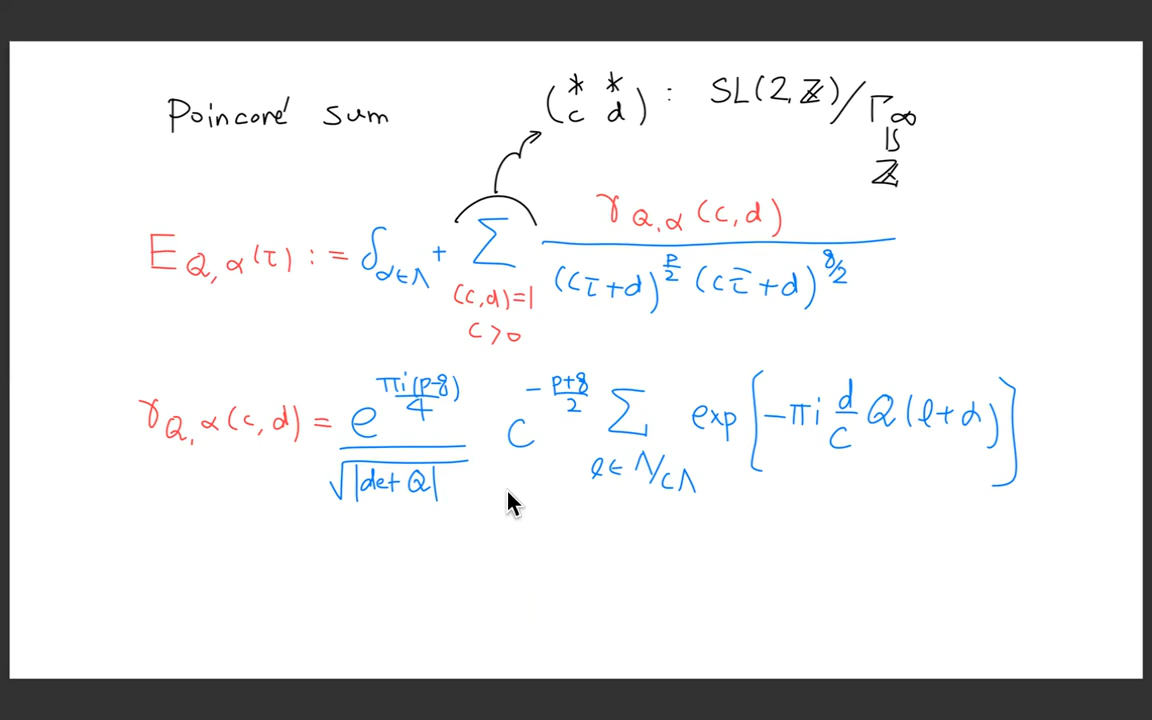 Poincaré sum
(* * c d) : SL(2,ℤ)/Γ∞
≅
ℤ
E_{Q,α}(τ) := δ_{α∈Λ} + Σ_{(c,d)=1, c>0} γ_{Q,α}(c,d) / (cτ+d)^{p/2} (cτ̄+d)^{q/2}
γ_{Q,α}(c,d) = e^{πi(p-q)/4} / √|det Q| c^{-(p+q)/2} Σ_{ℓ∈Λ/cΛ} exp[-πi d/c Q(ℓ+α)]